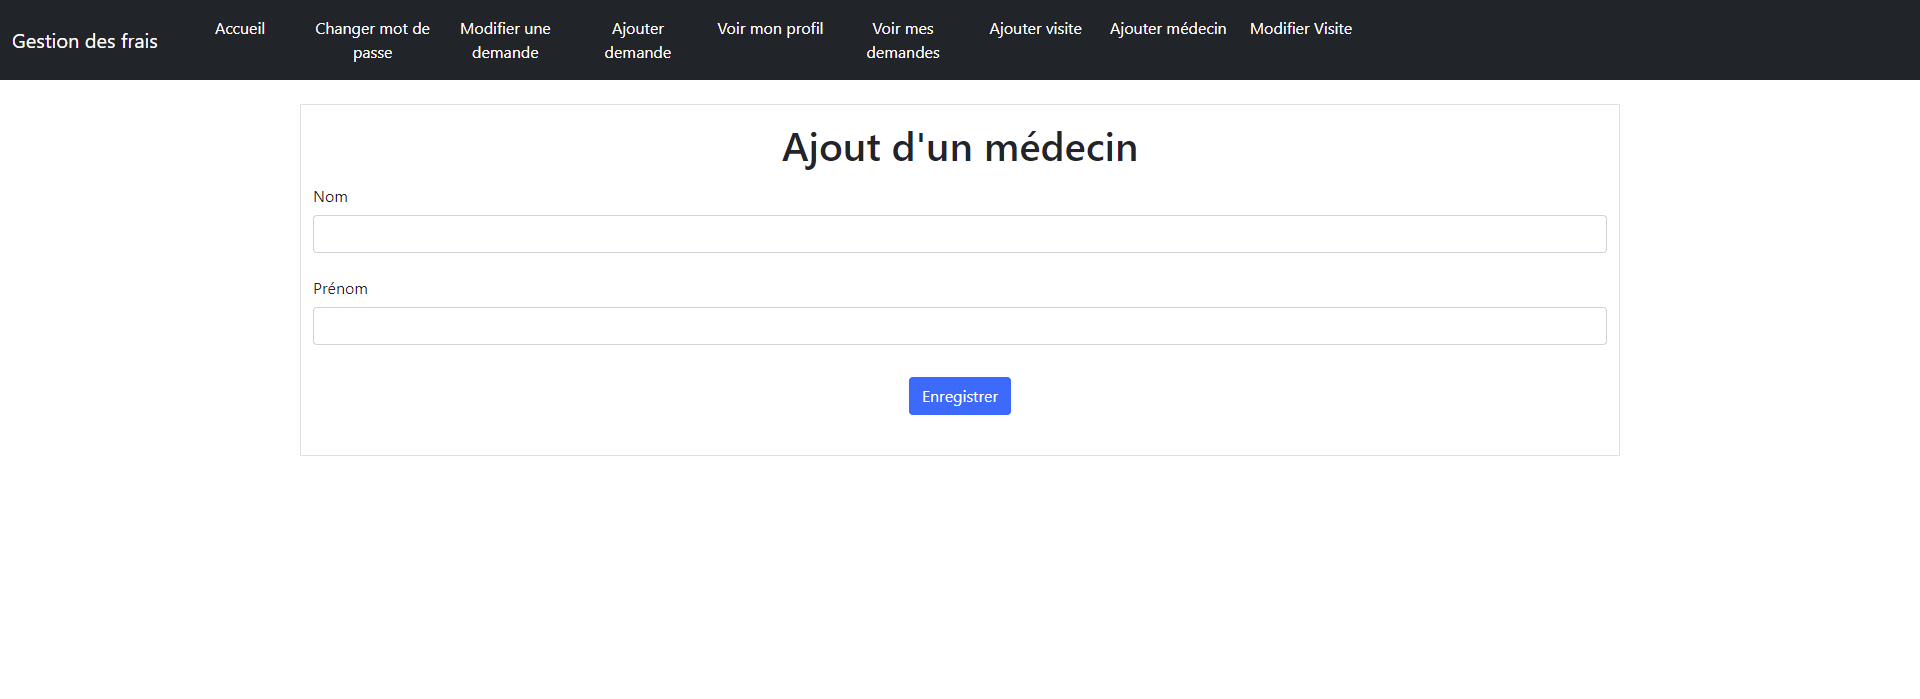 Gestion des frais
Accueil
Changer mot de
passe
Modifier une
demande
Ajouter
demande
Voir mon profil
Voir mes
demandes
Ajouter visite
Ajouter médecin
Modifier Visite
Ajout d'un médecin
Nom
Prénom
Enregistrer